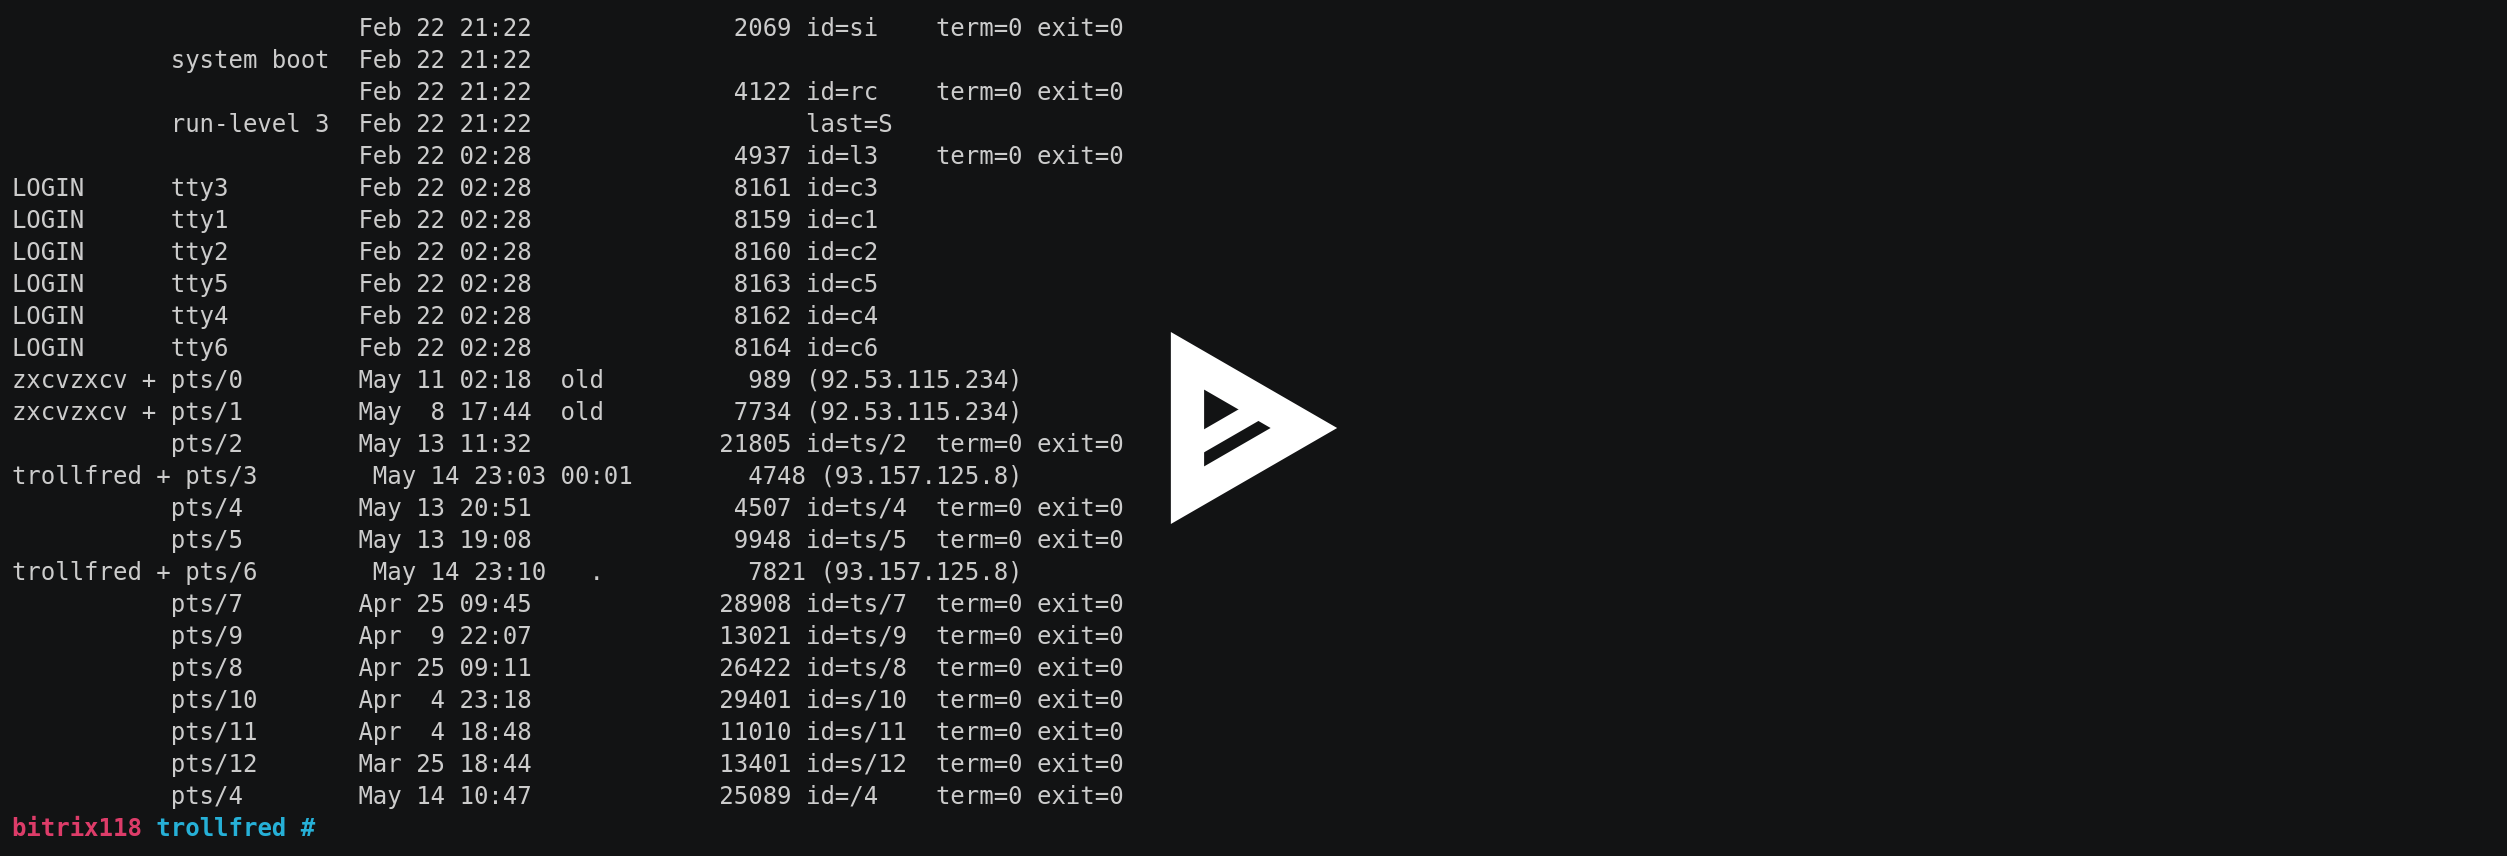 Feb 22 21:22              2069 id=si    term=0 exit=0
           system boot  Feb 22 21:22
                        Feb 22 21:22              4122 id=rc    term=0 exit=0
           run-level 3  Feb 22 21:22                   last=S
                        Feb 22 02:28              4937 id=l3    term=0 exit=0
LOGIN      tty3         Feb 22 02:28              8161 id=c3
LOGIN      tty1         Feb 22 02:28              8159 id=c1
LOGIN      tty2         Feb 22 02:28              8160 id=c2
LOGIN      tty5         Feb 22 02:28              8163 id=c5
LOGIN      tty4         Feb 22 02:28              8162 id=c4
LOGIN      tty6         Feb 22 02:28              8164 id=c6
zxcvzxcv + pts/0        May 11 02:18  old          989 (92.53.115.234)
zxcvzxcv + pts/1        May  8 17:44  old         7734 (92.53.115.234)
           pts/2        May 13 11:32             21805 id=ts/2  term=0 exit=0
trollfred + pts/3        May 14 23:03 00:01        4748 (93.157.125.8)
           pts/4        May 13 20:51              4507 id=ts/4  term=0 exit=0
           pts/5        May 13 19:08              9948 id=ts/5  term=0 exit=0
trollfred + pts/6        May 14 23:10   .          7821 (93.157.125.8)
           pts/7        Apr 25 09:45             28908 id=ts/7  term=0 exit=0
           pts/9        Apr  9 22:07             13021 id=ts/9  term=0 exit=0
           pts/8        Apr 25 09:11             26422 id=ts/8  term=0 exit=0
           pts/10       Apr  4 23:18             29401 id=s/10  term=0 exit=0
           pts/11       Apr  4 18:48             11010 id=s/11  term=0 exit=0
           pts/12       Mar 25 18:44             13401 id=s/12  term=0 exit=0
           pts/4        May 14 10:47             25089 id=/4    term=0 exit=0
bitrix118 trollfred #